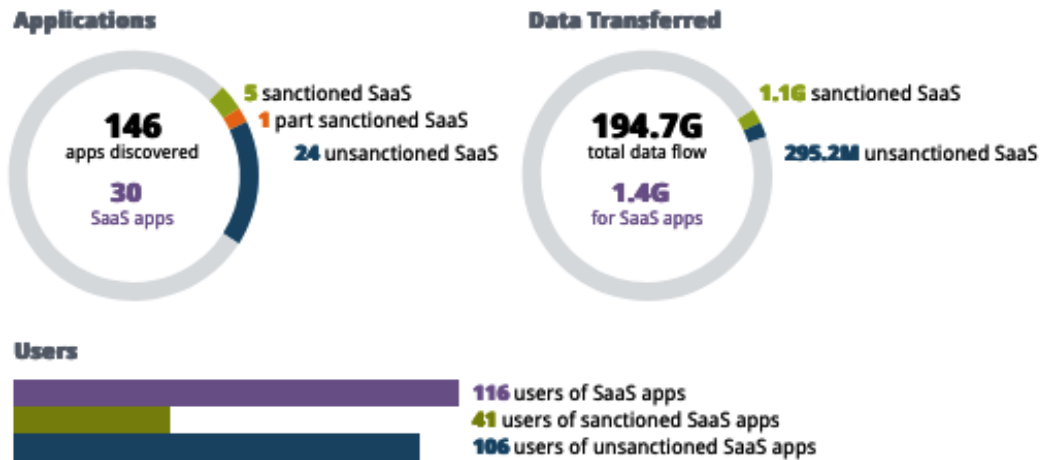 Applications
146
apps discovered
30
SaaS apps
5 sanctioned SaaS
1 part sanctioned SaaS
24 unsanctioned SaaS
Data Transferred
194.7G
total data flow
1.4G
for SaaS apps
1.1G sanctioned SaaS
295.2M unsanctioned SaaS
Users
116 users of SaaS apps
41 users of sanctioned SaaS apps
106 users of unsanctioned SaaS apps